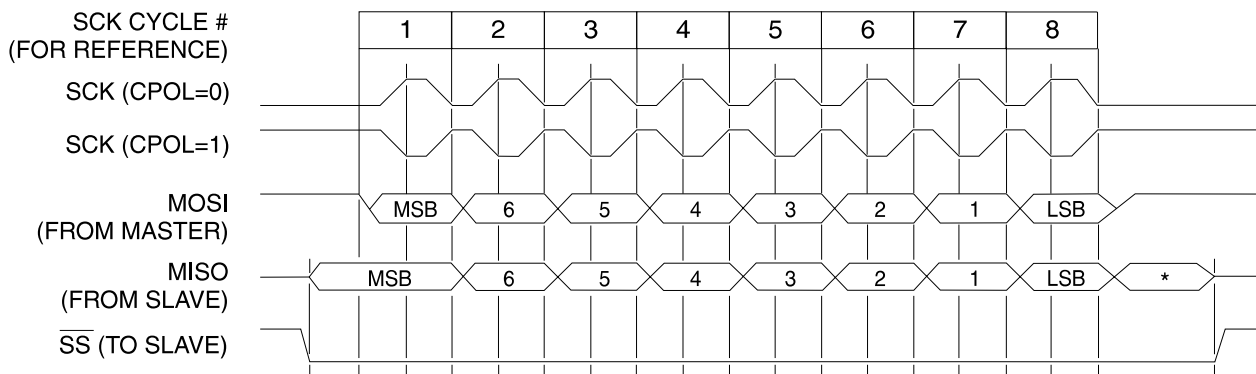 SCK CYCLE # 1 2 3 4 5 6 7 8
(FOR REFERENCE)
SCK (CPOL=0)
SCK (CPOL=1)
MOSI MSB 6 5 4 3 2 1 LSB
(FROM MASTER)
MISO MSB 6 5 4 3 2 1 LSB *
(FROM SLAVE)
SS (TO SLAVE)